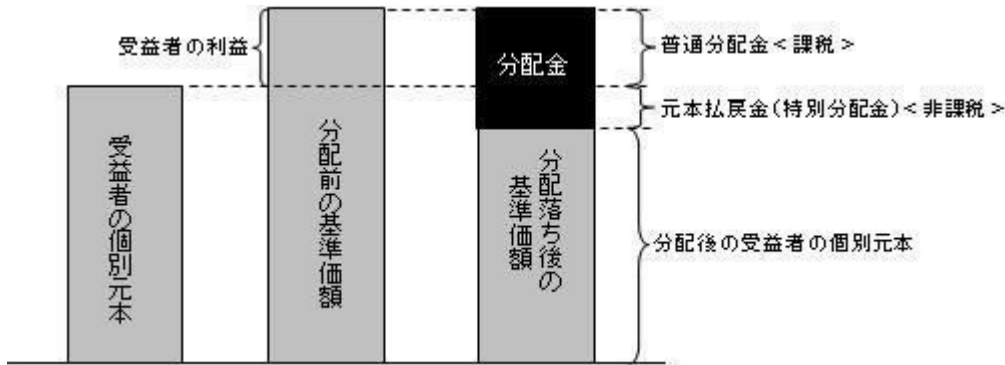 受益者の利益
分配金
普通分配金<課税>
元本払戻金(特別分配金)<非課税>
受益者の個別元本
分配前の基準価額
分配落ち後の
基準価額
分配後の受益者の個別元本